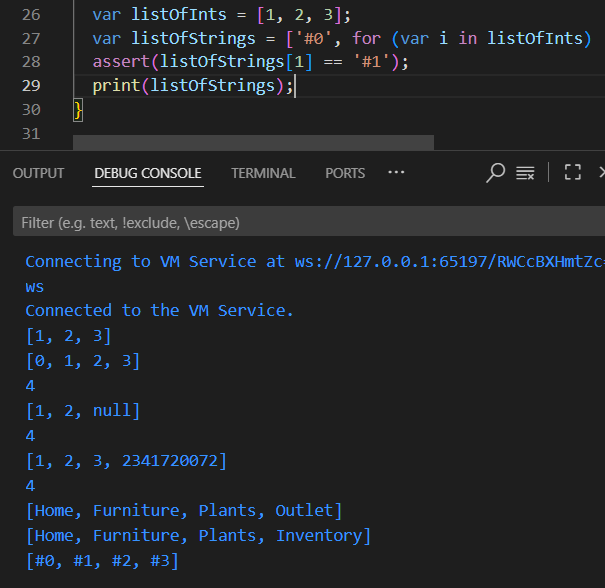 26 var listOfInts = [1, 2, 3];
27 var listOfStrings = ['#0', for (var i in listOfInts)
28 assert(listOfStrings[1] == '#1');
29 print(listOfStrings);
30 }
31
OUTPUT DEBUG CONSOLE TERMINAL PORTS ...
Filter (e.g. text, !exclude, \escape)
Connecting to VM Service at ws://127.0.0.1:65197/RWCcBXHmtZc=
ws
Connected to the VM Service.
[1, 2, 3]
[0, 1, 2, 3]
4
[1, 2, null]
4
[1, 2, 3, 2341720072]
4
[Home, Furniture, Plants, Outlet]
[Home, Furniture, Plants, Inventory]
[#0, #1, #2, #3]